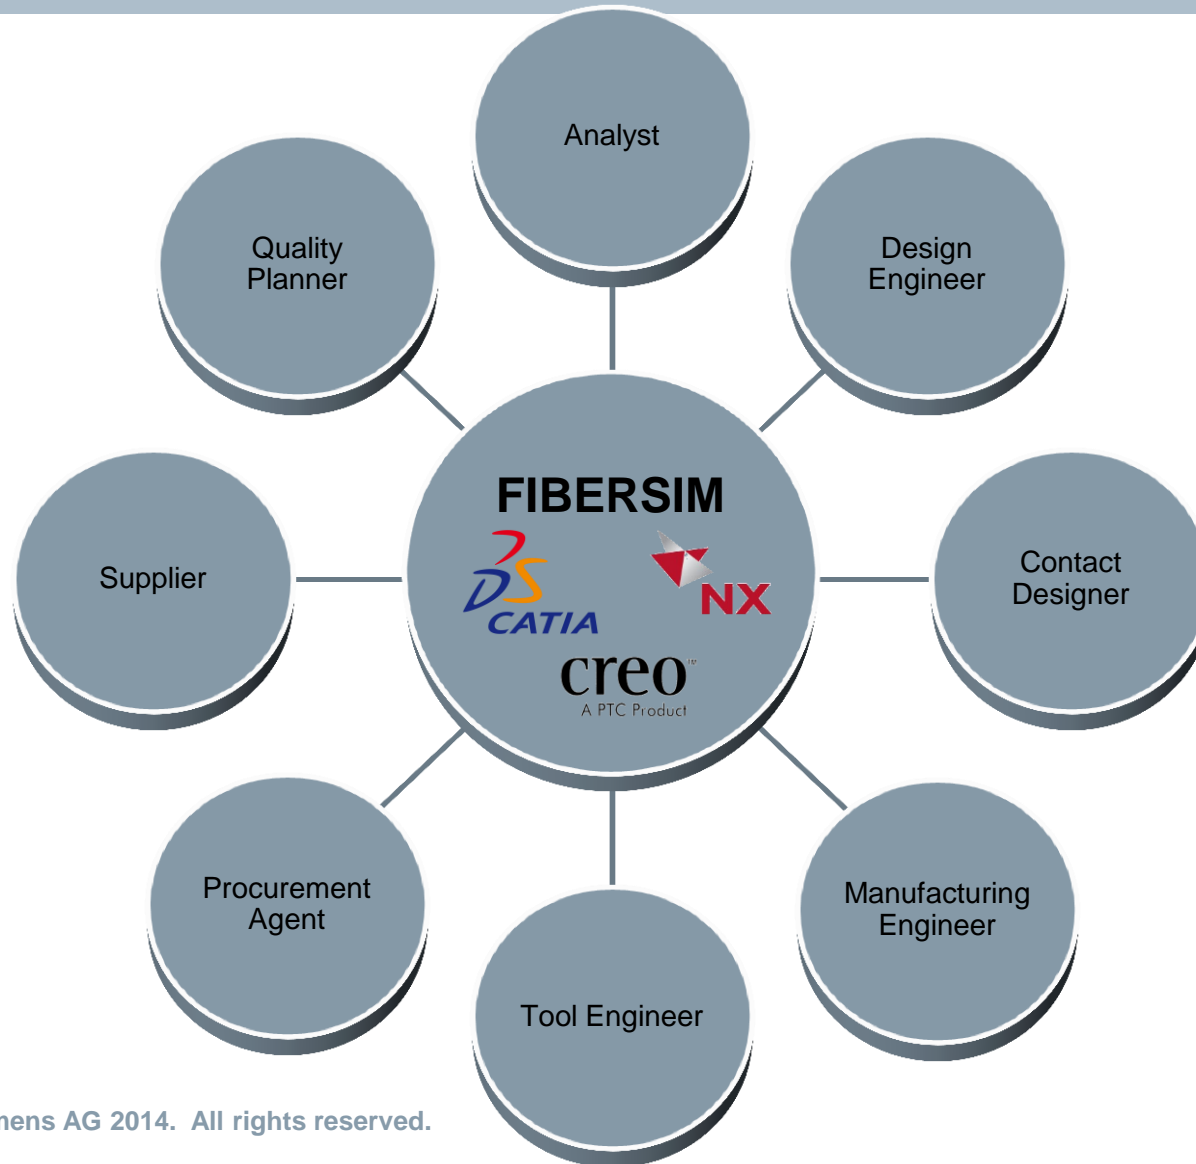 Analyst
Quality
Planner
Design
Engineer
FIBERSIM
CATIA
NX
creo™
A PTC Product
Supplier
Contact
Designer
Procurement
Agent
Manufacturing
Engineer
Tool Engineer
mens AG 2014.  All rights reserved.